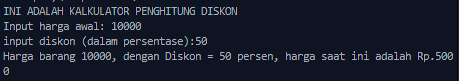 INI ADALAH KALKULATOR PENGHITUNG DISKON
Input harga awal: 10000
input diskon (dalam persentase):50
Harga barang 10000, dengan Diskon = 50 persen, harga saat ini adalah Rp.500
0